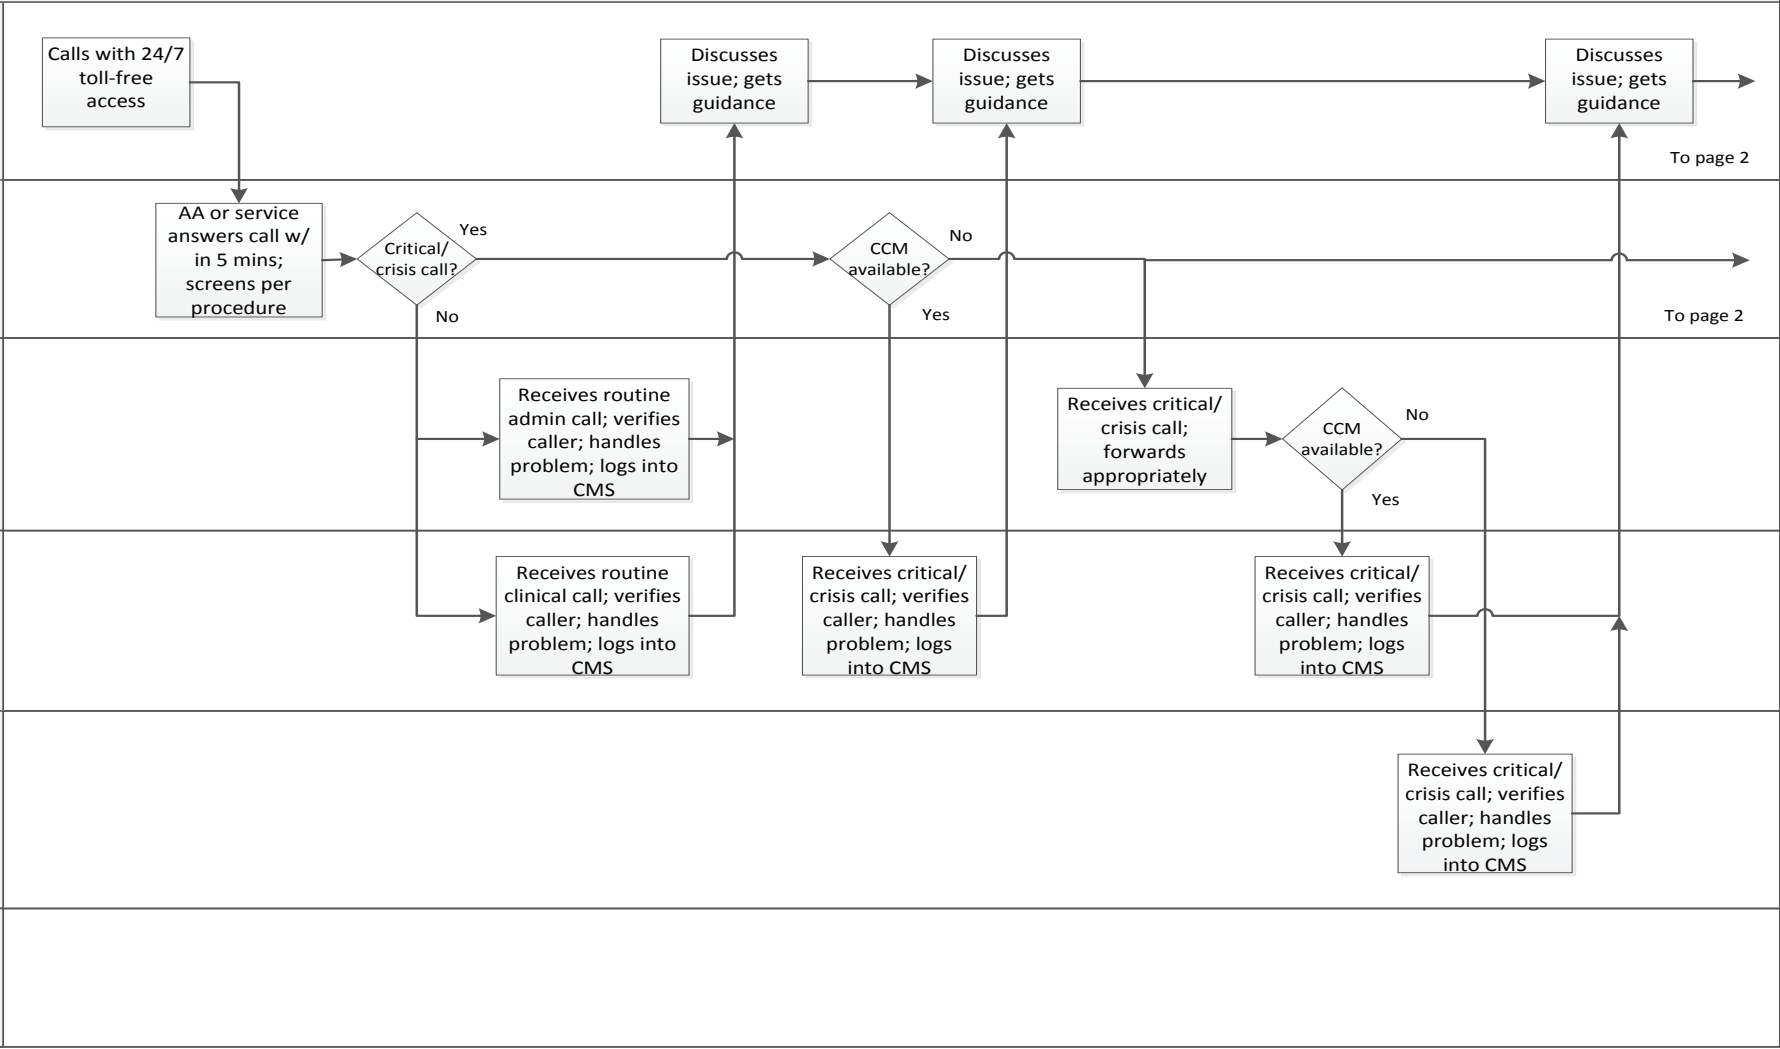 Calls with 24/7
toll-free
access
Discusses
issue; gets
guidance
Discusses
issue; gets
guidance
Discusses
issue; gets
guidance
To page 2
AA or service
answers call w/
in 5 mins;
screens per
procedure
Critical/
crisis call?
Yes
No
CCM
available?
No
Yes
To page 2
Receives routine
admin call; verifies
caller; handles
problem; logs into
CMS
Receives critical/
crisis call;
forwards
appropriately
CCM
available?
No
Yes
Receives routine
clinical call; verifies
caller; handles
problem; logs into
CMS
Receives critical/
crisis call; verifies
caller; handles
problem; logs
into CMS
Receives critical/
crisis call; verifies
caller; handles
problem; logs
into CMS
Receives critical/
crisis call; verifies
caller; handles
problem; logs
into CMS